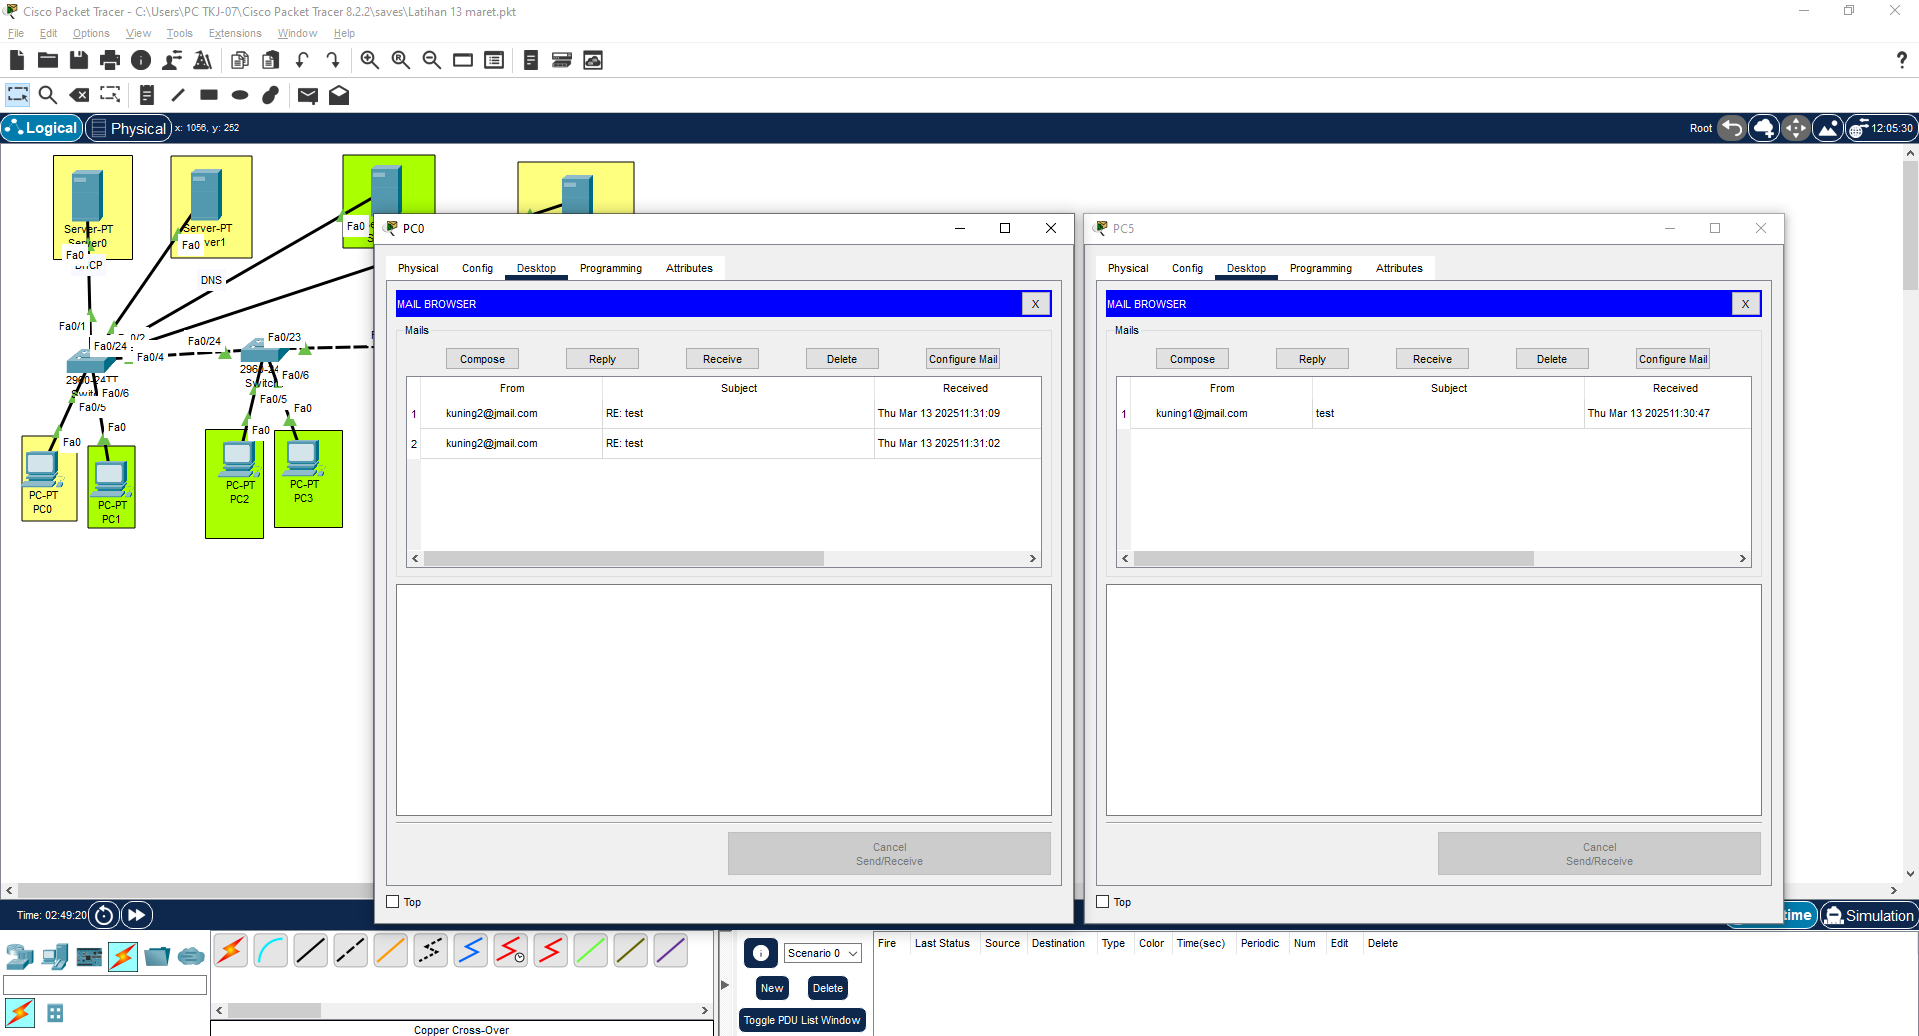 Cisco Packet Tracer - C:\Users\PC TKJ-07\Cisco Packet Tracer 8.2.2\saves\Latihan 13 maret.pkt
File Edit Options View Tools Extensions Window Help
Logical Physical x: 1056, y: 252 Root 12:05:30
Server-PT
Server0
Fa0
DHCP
Server-PT
Fa0
ver1
Fa0
DNS
Fa0/1
Fa0/24
Fa0/4
Fa0/24
Fa0/23
2960-24TT
Fa0/6
Fa0/5
Fa0/6
Fa0/5
Fa0
Fa0
Fa0
Fa0
PC-PT
PC0
PC-PT
PC1
PC-PT
PC2
PC-PT
PC3
PC0
Physical Config Desktop Programming Attributes
MAIL BROWSER X
Mails
Compose Reply Receive Delete Configure Mail
From Subject Received
1 kuning2@jmail.com RE: test Thu Mar 13 202511:31:09
2 kuning2@jmail.com RE: test Thu Mar 13 202511:31:02
Cancel
Send/Receive
Top
PC5
Physical Config Desktop Programming Attributes
MAIL BROWSER X
Mails
Compose Reply Receive Delete Configure Mail
From Subject Received
1 kuning1@jmail.com test Thu Mar 13 202511:30:47
Cancel
Send/Receive
Top
Time: 02:49:20 time Simulation
Scenario 0
New Delete
Toggle PDU List Window
Fire Last Status Source Destination Type Color Time(sec) Periodic Num Edit Delete
Copper Cross-Over